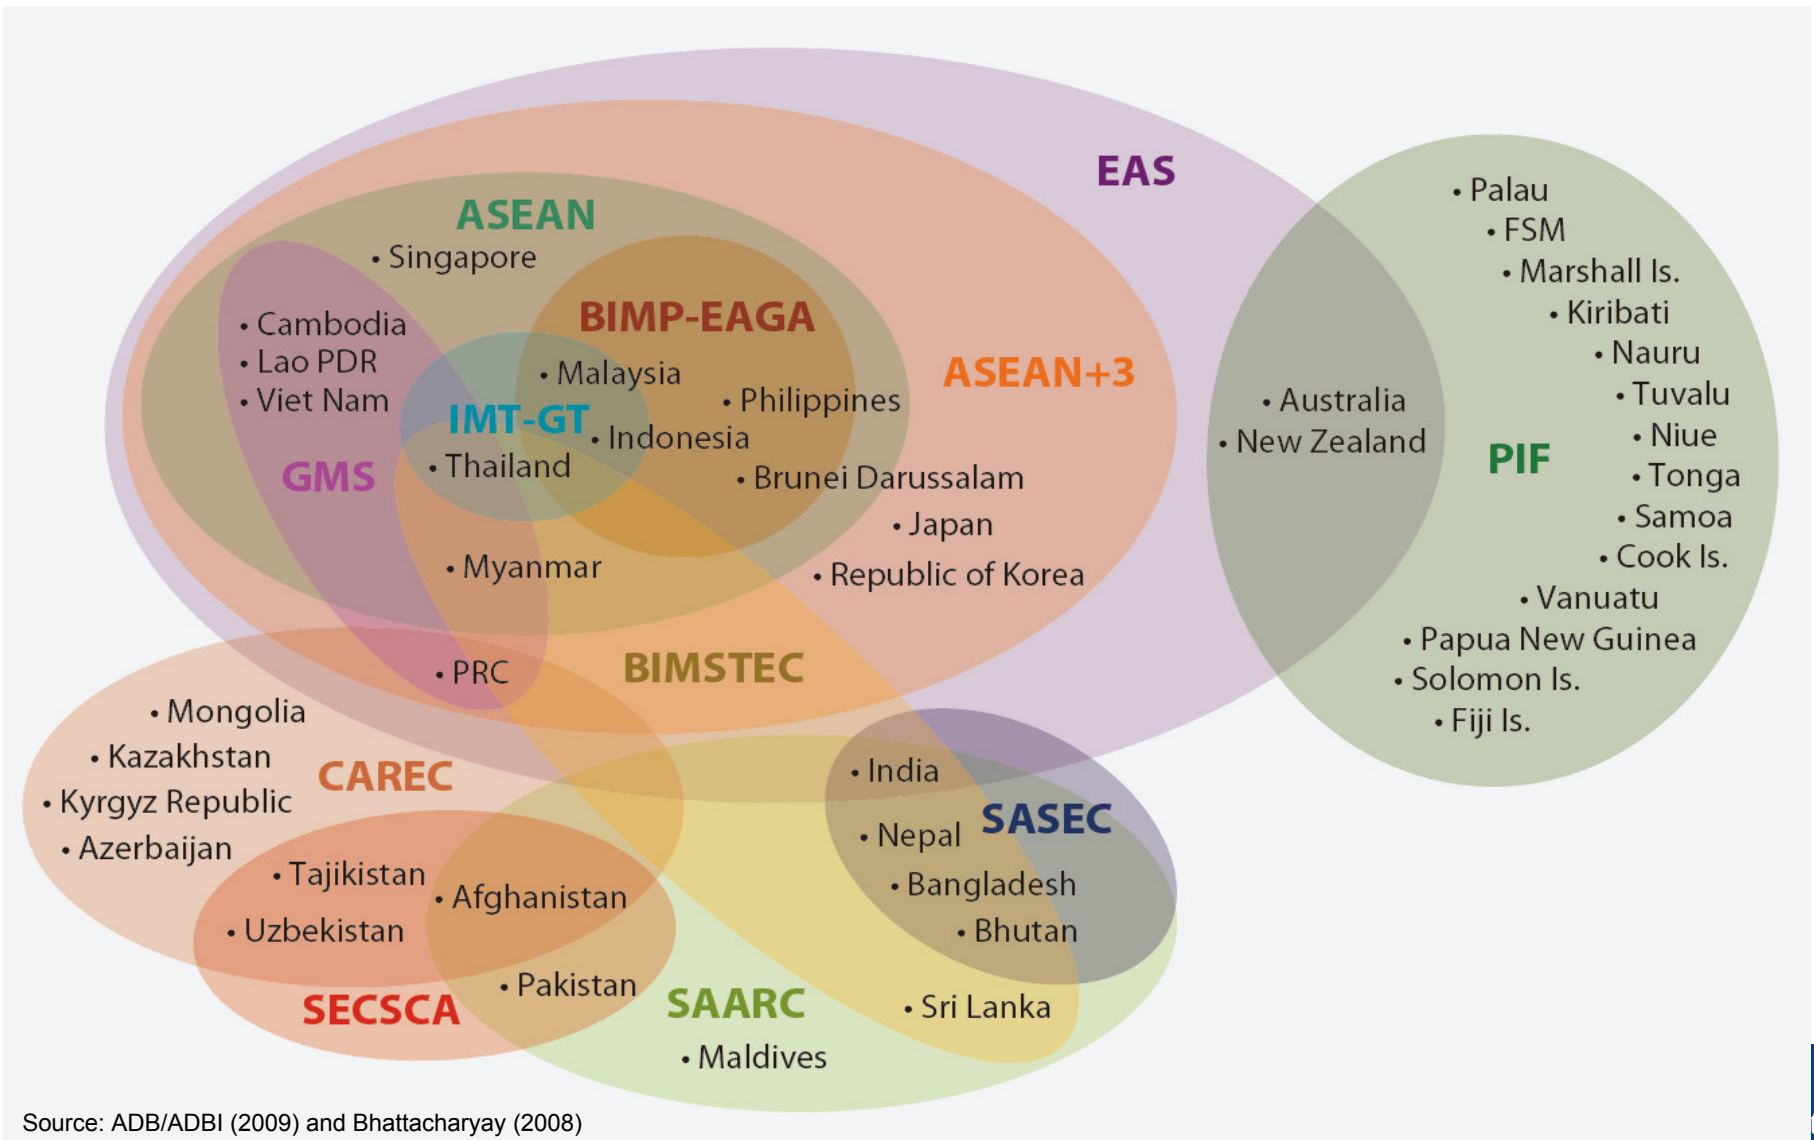 EAS
ASEAN
• Singapore
• Cambodia
• Lao PDR
• Viet Nam
GMS
BIMP-EAGA
• Malaysia
• Philippines
IMT-GT
• Indonesia
• Thailand
• Brunei Darussalam
• Myanmar
ASEAN+3
• Japan
• Republic of Korea
• PRC
BIMSTEC
• Australia
• New Zealand
PIF
• Palau
• FSM
• Marshall Is.
• Kiribati
• Nauru
• Tuvalu
• Niue
• Tonga
• Samoa
• Cook Is.
• Vanuatu
• Papua New Guinea
• Solomon Is.
• Fiji Is.
• Mongolia
• Kazakhstan
CAREC
• Kyrgyz Republic
• Azerbaijan
• Tajikistan
• Afghanistan
• Uzbekistan
SECSCA
• Pakistan
SAARC
• Maldives
• India
SASEC
• Nepal
• Bangladesh
• Bhutan
• Sri Lanka
Source: ADB/ADBI (2009) and Bhattacharyay (2008)